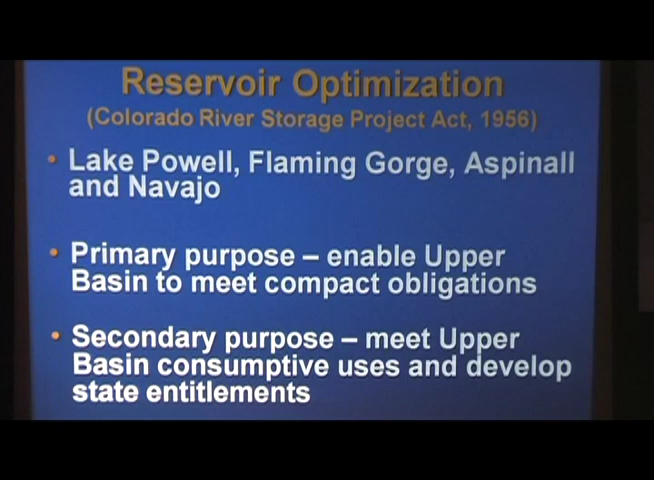 Reservoir Optimization
(Colorado River Storage Project Act, 1956)
• Lake Powell, Flaming Gorge, Aspinall
and Navajo
• Primary purpose – enable Upper
Basin to meet compact obligations
• Secondary purpose – meet Upper
Basin consumptive uses and develop
state entitlements